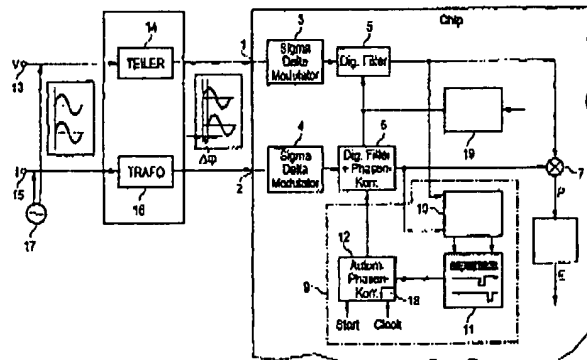 Chip
14
TEILER
V
13
1
3
Sigma
Delta
Modulator
5
Dig. Filter
Δφ
I
15
17
TRAFO
16
2
4
Sigma
Delta
Modulator
6
Dig. Filter
+ Phasen-
Korr.
19
7
P
10
12
Autom.
Phasen-
Korr.
18
9
11
Start
Clock
E